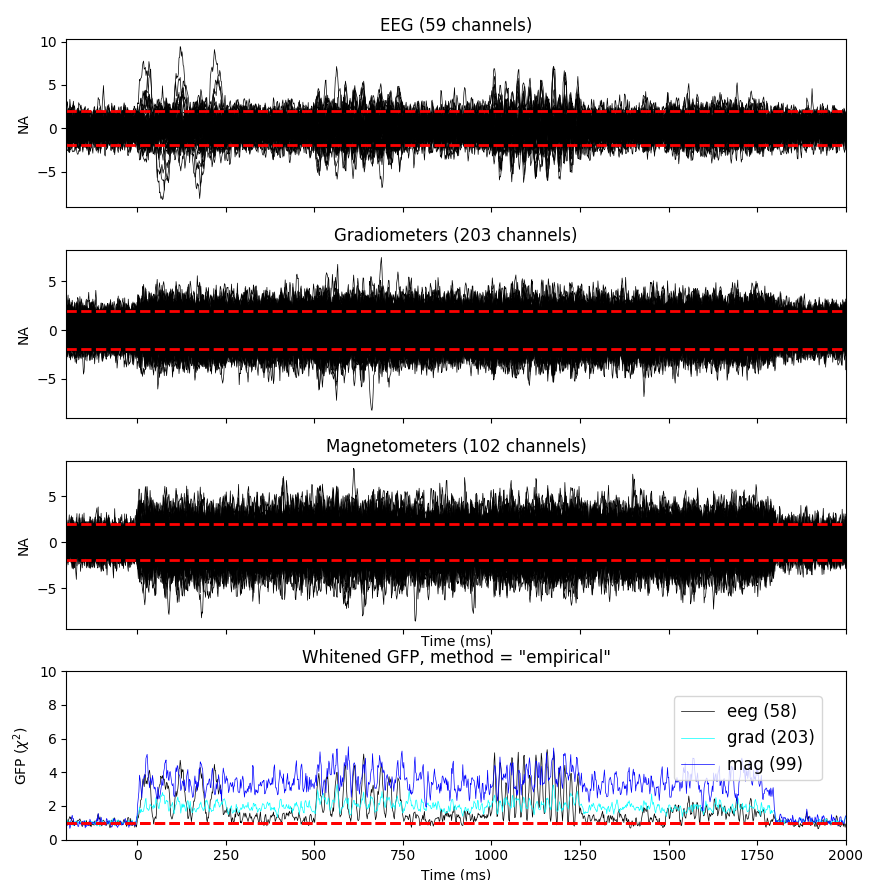 EEG (59 channels)
10
5
0
−5
NA
Gradiometers (203 channels)
5
0
−5
NA
Magnetometers (102 channels)
5
0
−5
NA
Time (ms)
Whitened GFP, method = "empirical"
10
8
6
4
2
0
GFP (χ²)
eeg (58)
grad (203)
mag (99)
0 250 500 750 1000 1250 1500 1750 2000
Time (ms)